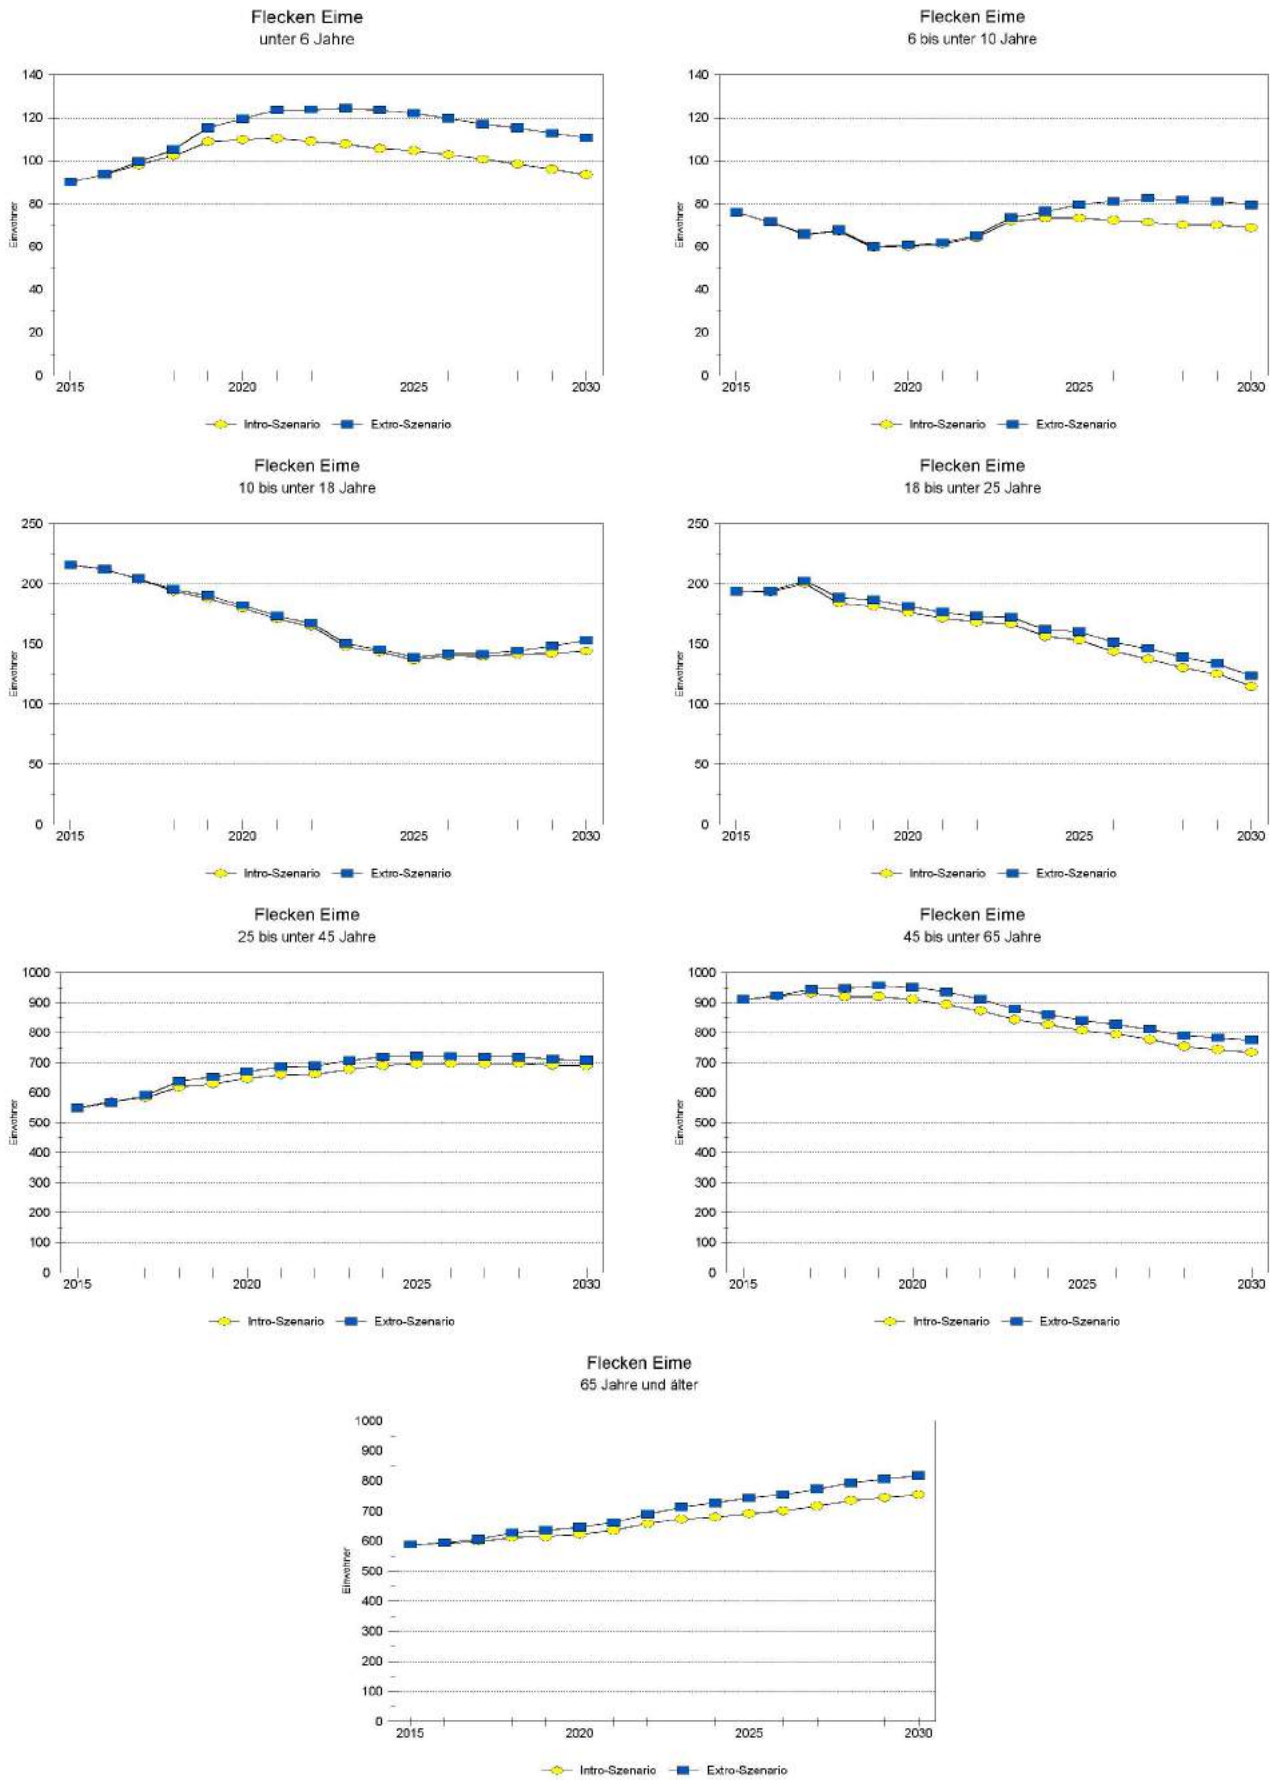 Flecken Eime
unter 6 Jahre
140
120
100
80
60
40
20
0
Einwohner
2015 2020 2025 2030
Intro-Szenario Extro-Szenario
Flecken Eime
6 bis unter 10 Jahre
140
120
100
80
60
40
20
0
Einwohner
2015 2020 2025 2030
Intro-Szenario Extro-Szenario
Flecken Eime
10 bis unter 18 Jahre
250
200
150
100
50
0
Einwohner
2015 2020 2025 2030
Intro-Szenario Extro-Szenario
Flecken Eime
18 bis unter 25 Jahre
250
200
150
100
50
0
Einwohner
2015 2020 2025 2030
Intro-Szenario Extro-Szenario
Flecken Eime
25 bis unter 45 Jahre
1000
900
800
700
600
500
400
300
200
100
0
Einwohner
2015 2020 2025 2030
Intro-Szenario Extro-Szenario
Flecken Eime
45 bis unter 65 Jahre
1000
900
800
700
600
500
400
300
200
100
0
Einwohner
2015 2020 2025 2030
Intro-Szenario Extro-Szenario
Flecken Eime
65 Jahre und älter
1000
900
800
700
600
500
400
300
200
100
0
Einwohner
2015 2020 2025 2030
Intro-Szenario Extro-Szenario